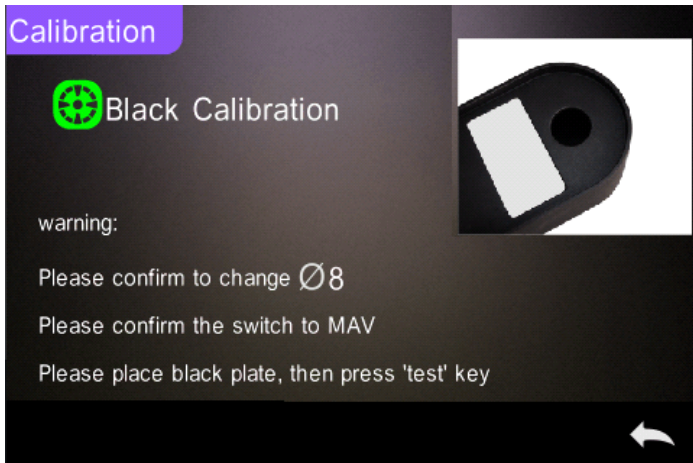 Calibration
Black Calibration
warning:
Please confirm to change Ø8
Please confirm the switch to MAV
Please place black plate, then press 'test' key